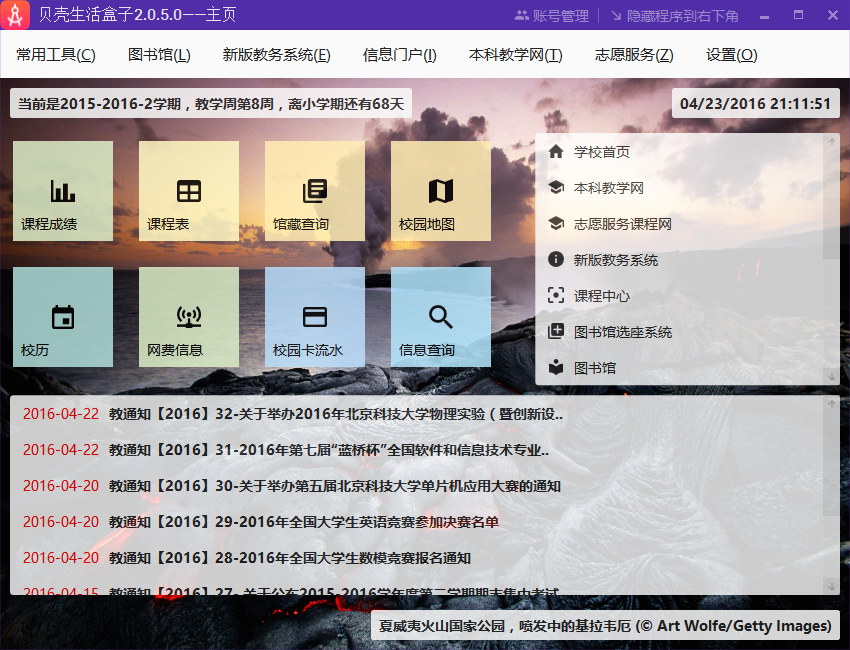 贝壳生活盒子2.0.5.0——主页
账号管理
隐藏程序到右下角
常用工具(C) 图书馆(L) 新版教务系统(E) 信息门户(I) 本科教学网(T) 志愿服务(Z) 设置(O)
当前是2015-2016-2学期，教学周第8周，离小学期还有68天
04/23/2016 21:11:51
课程成绩
课程表
馆藏查询
校园地图
校历
网费信息
校园卡流水
信息查询
学校首页
本科教学网
志愿服务课程网
新版教务系统
课程中心
图书馆选座系统
图书馆
2016-04-22 教通知【2016】32-关于举办2016年北京科技大学物理实验（暨创新设..
2016-04-22 教通知【2016】31-2016年第七届“蓝桥杯”全国软件和信息技术专业..
2016-04-20 教通知【2016】30-关于举办第五届北京科技大学单片机应用大赛的通知
2016-04-20 教通知【2016】29-2016年全国大学生英语竞赛参加决赛名单
2016-04-20 教通知【2016】28-2016年全国大学生数模竞赛报名通知
2016-04-15 教通知【2016】27- 关于公布2015-2016学年度第二学期期末集中考试..
夏威夷火山国家公园，喷发中的基拉韦厄 (© Art Wolfe/Getty Images)